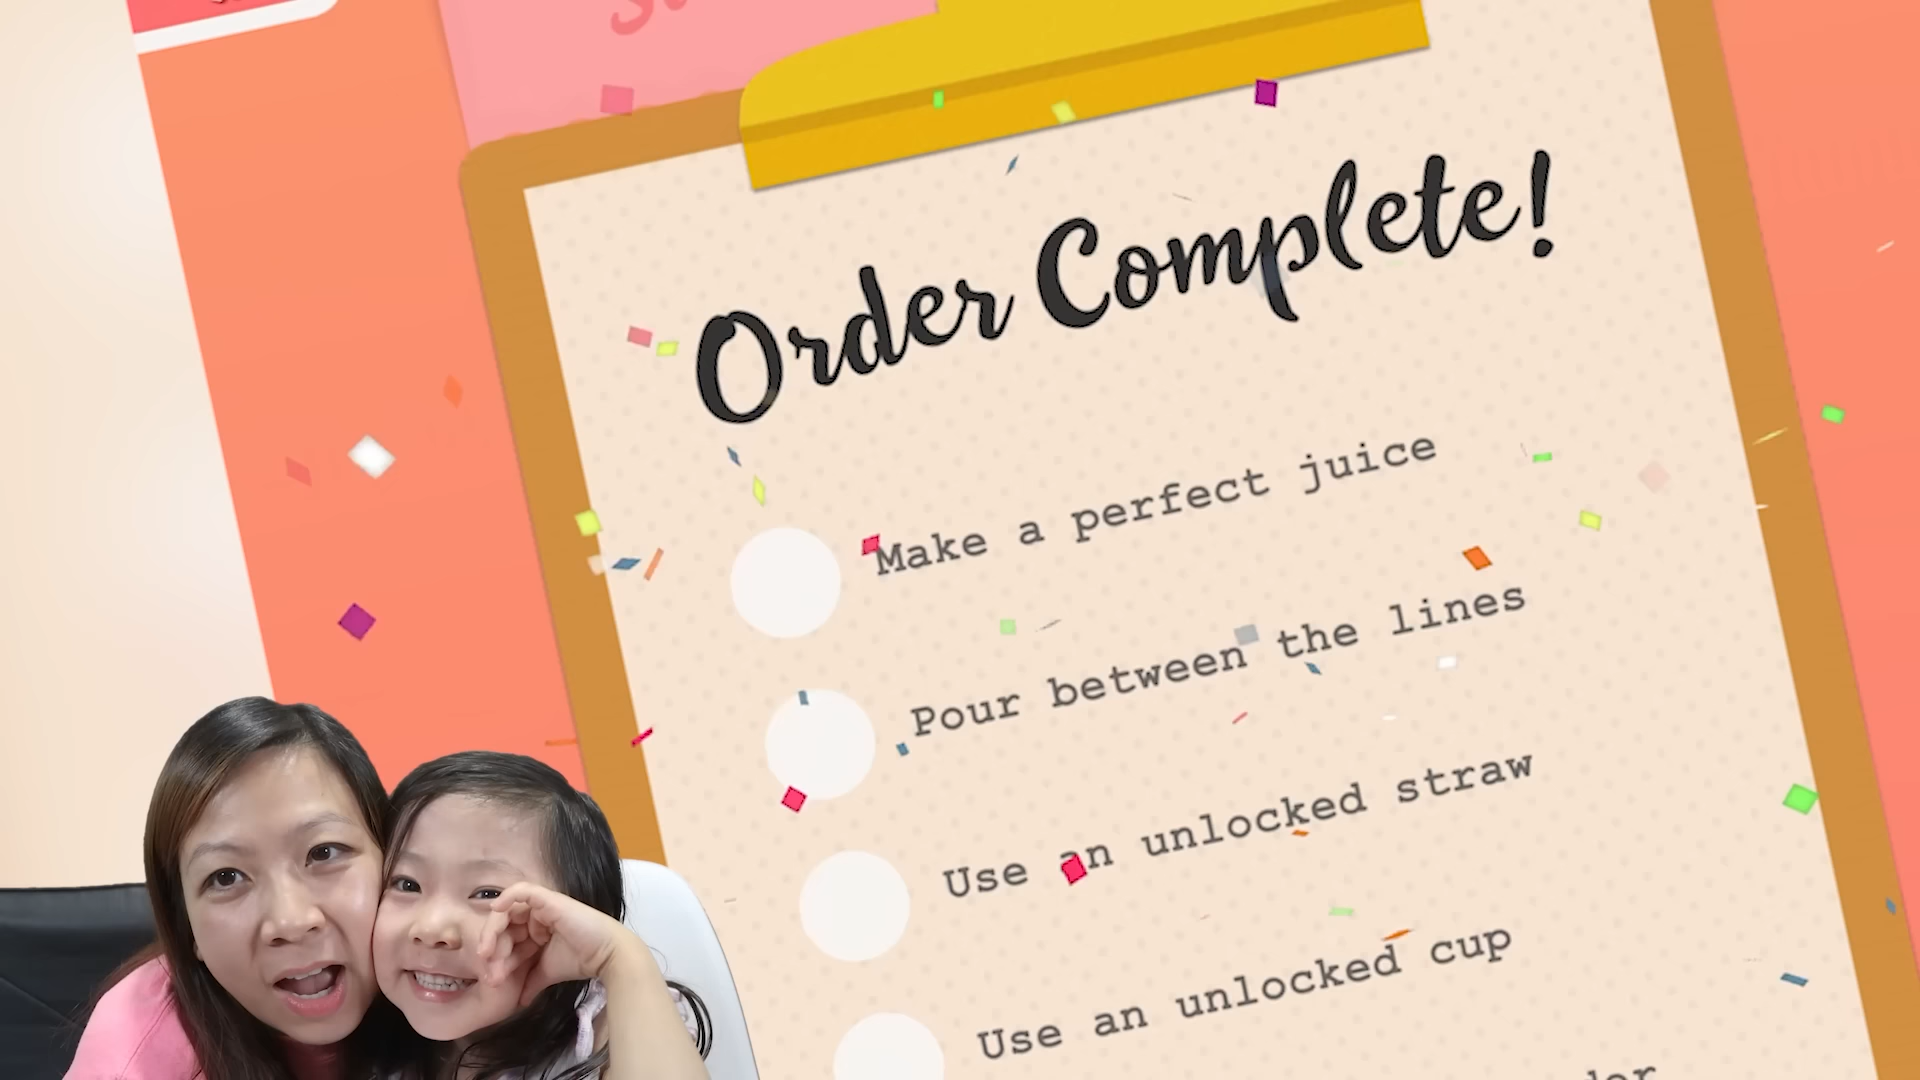 Order Complete!
Make a perfect juice
Pour between the lines
Use an unlocked straw
Use an unlocked cup